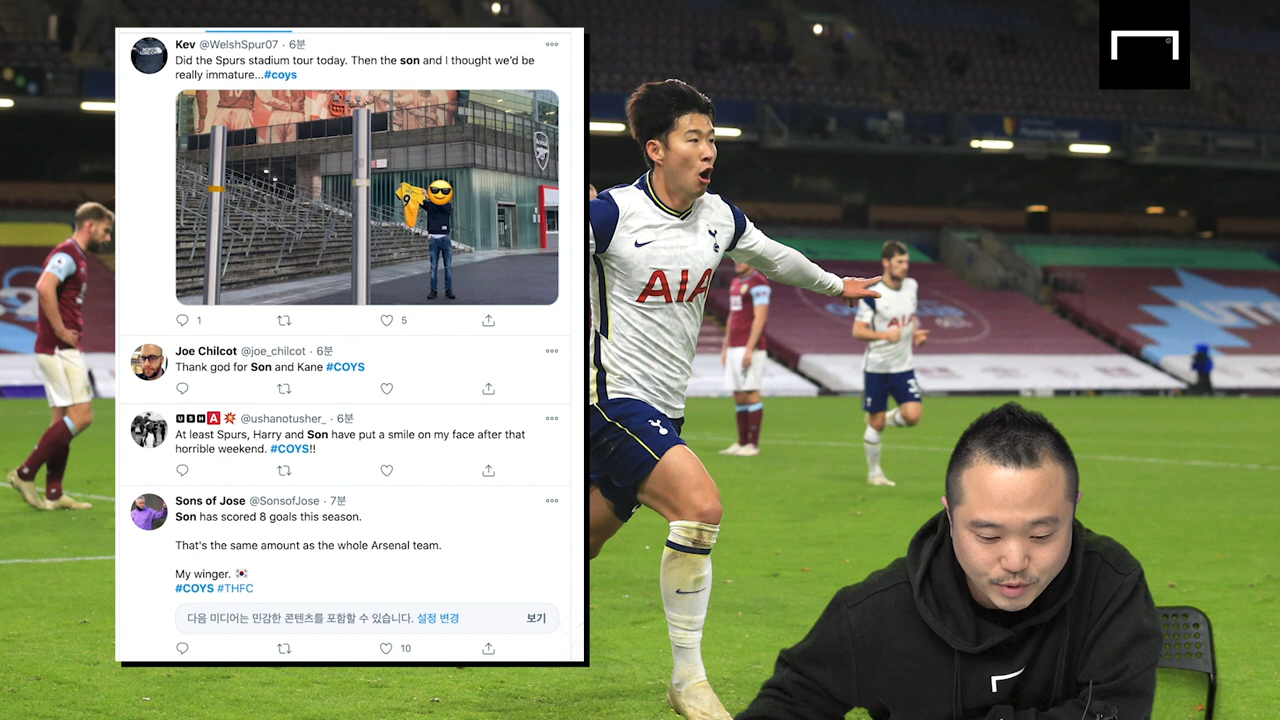 Kev @WelshSpur07 · 6분
Did the Spurs stadium tour today. Then the son and I thought we'd be
really immature...#coys
9
1
5
Joe Chilcot @joe_chilcot · 6분
Thank god for Son and Kane #COYS
USHA @ushanotusher_ · 6분
At least Spurs, Harry and Son have put a smile on my face after that
horrible weekend. #COYS!!
Sons of Jose @SonsofJose · 7분
Son has scored 8 goals this season.
That's the same amount as the whole Arsenal team.
My winger. 🇰🇷
#COYS #THFC
다음 미디어는 민감한 콘텐츠를 포함할 수 있습니다. 설정 변경
보기
10
AIA
AIA